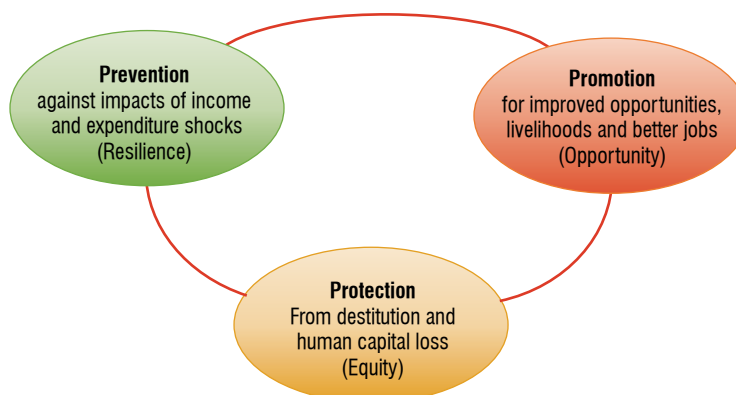 Prevention
against impacts of income
and expenditure shocks
(Resilience)
Promotion
for improved opportunities,
livelihoods and better jobs
(Opportunity)
Protection
From destitution and
human capital loss
(Equity)